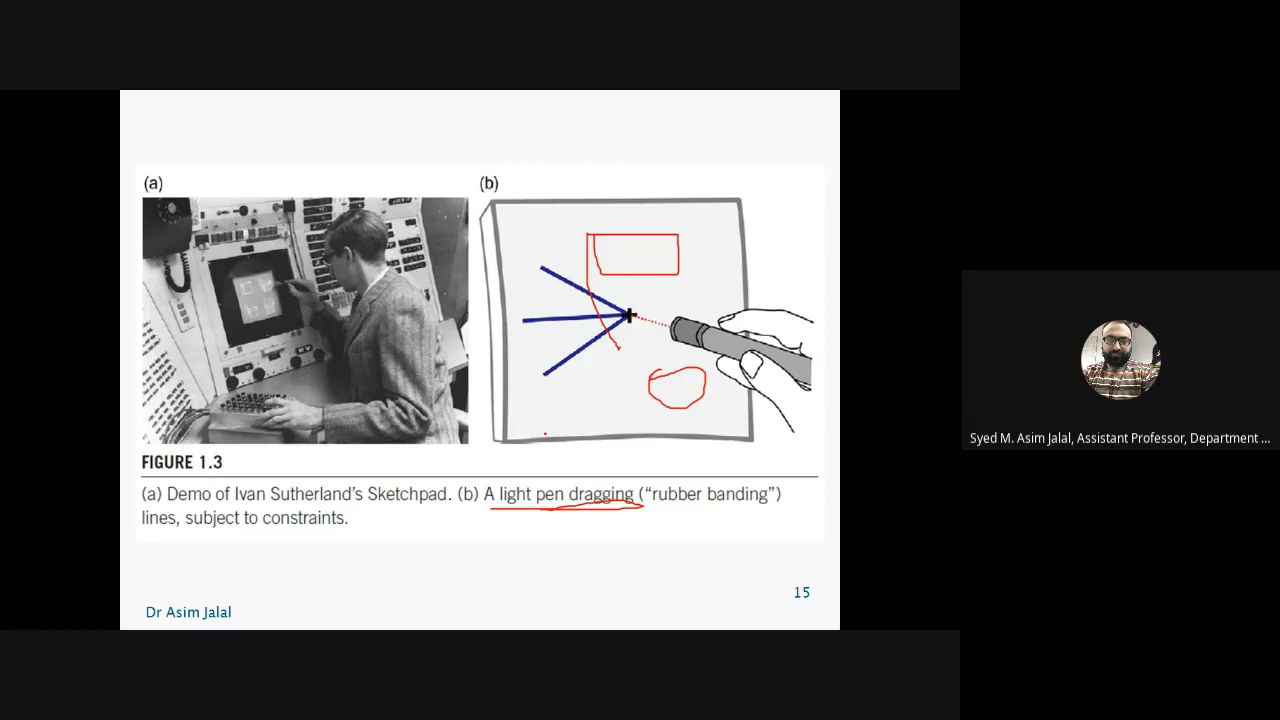 (a)
(b)
FIGURE 1.3
(a) Demo of Ivan Sutherland's Sketchpad. (b) A light pen dragging (“rubber banding”)
lines, subject to constraints.
15
Dr Asim Jalal
Syed M. Asim Jalal, Assistant Professor, Department ...